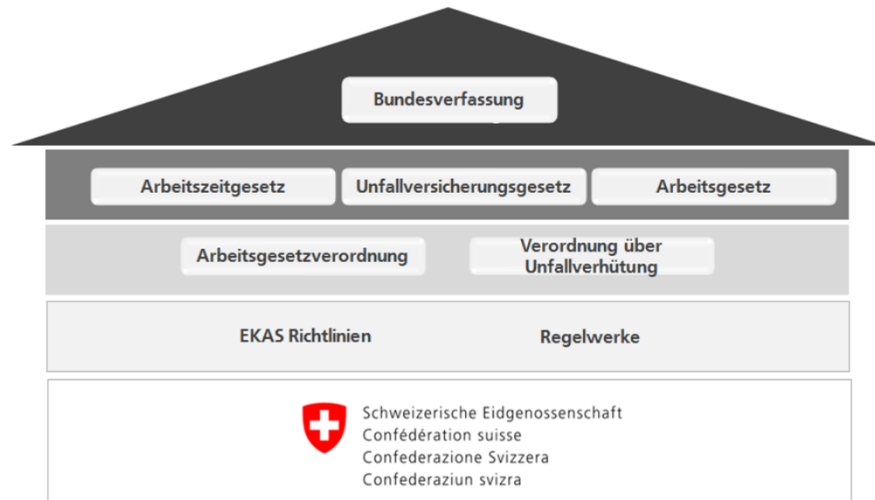 Bundesverfassung
Arbeitszeitgesetz
Unfallversicherungsgesetz
Arbeitsgesetz
Arbeitsgesetzverordnung
Verordnung über
Unfallverhütung
EKAS Richtlinien
Regelwerke
Schweizerische Eidgenossenschaft
Confédération suisse
Confederazione Svizzera
Confederaziun svizra